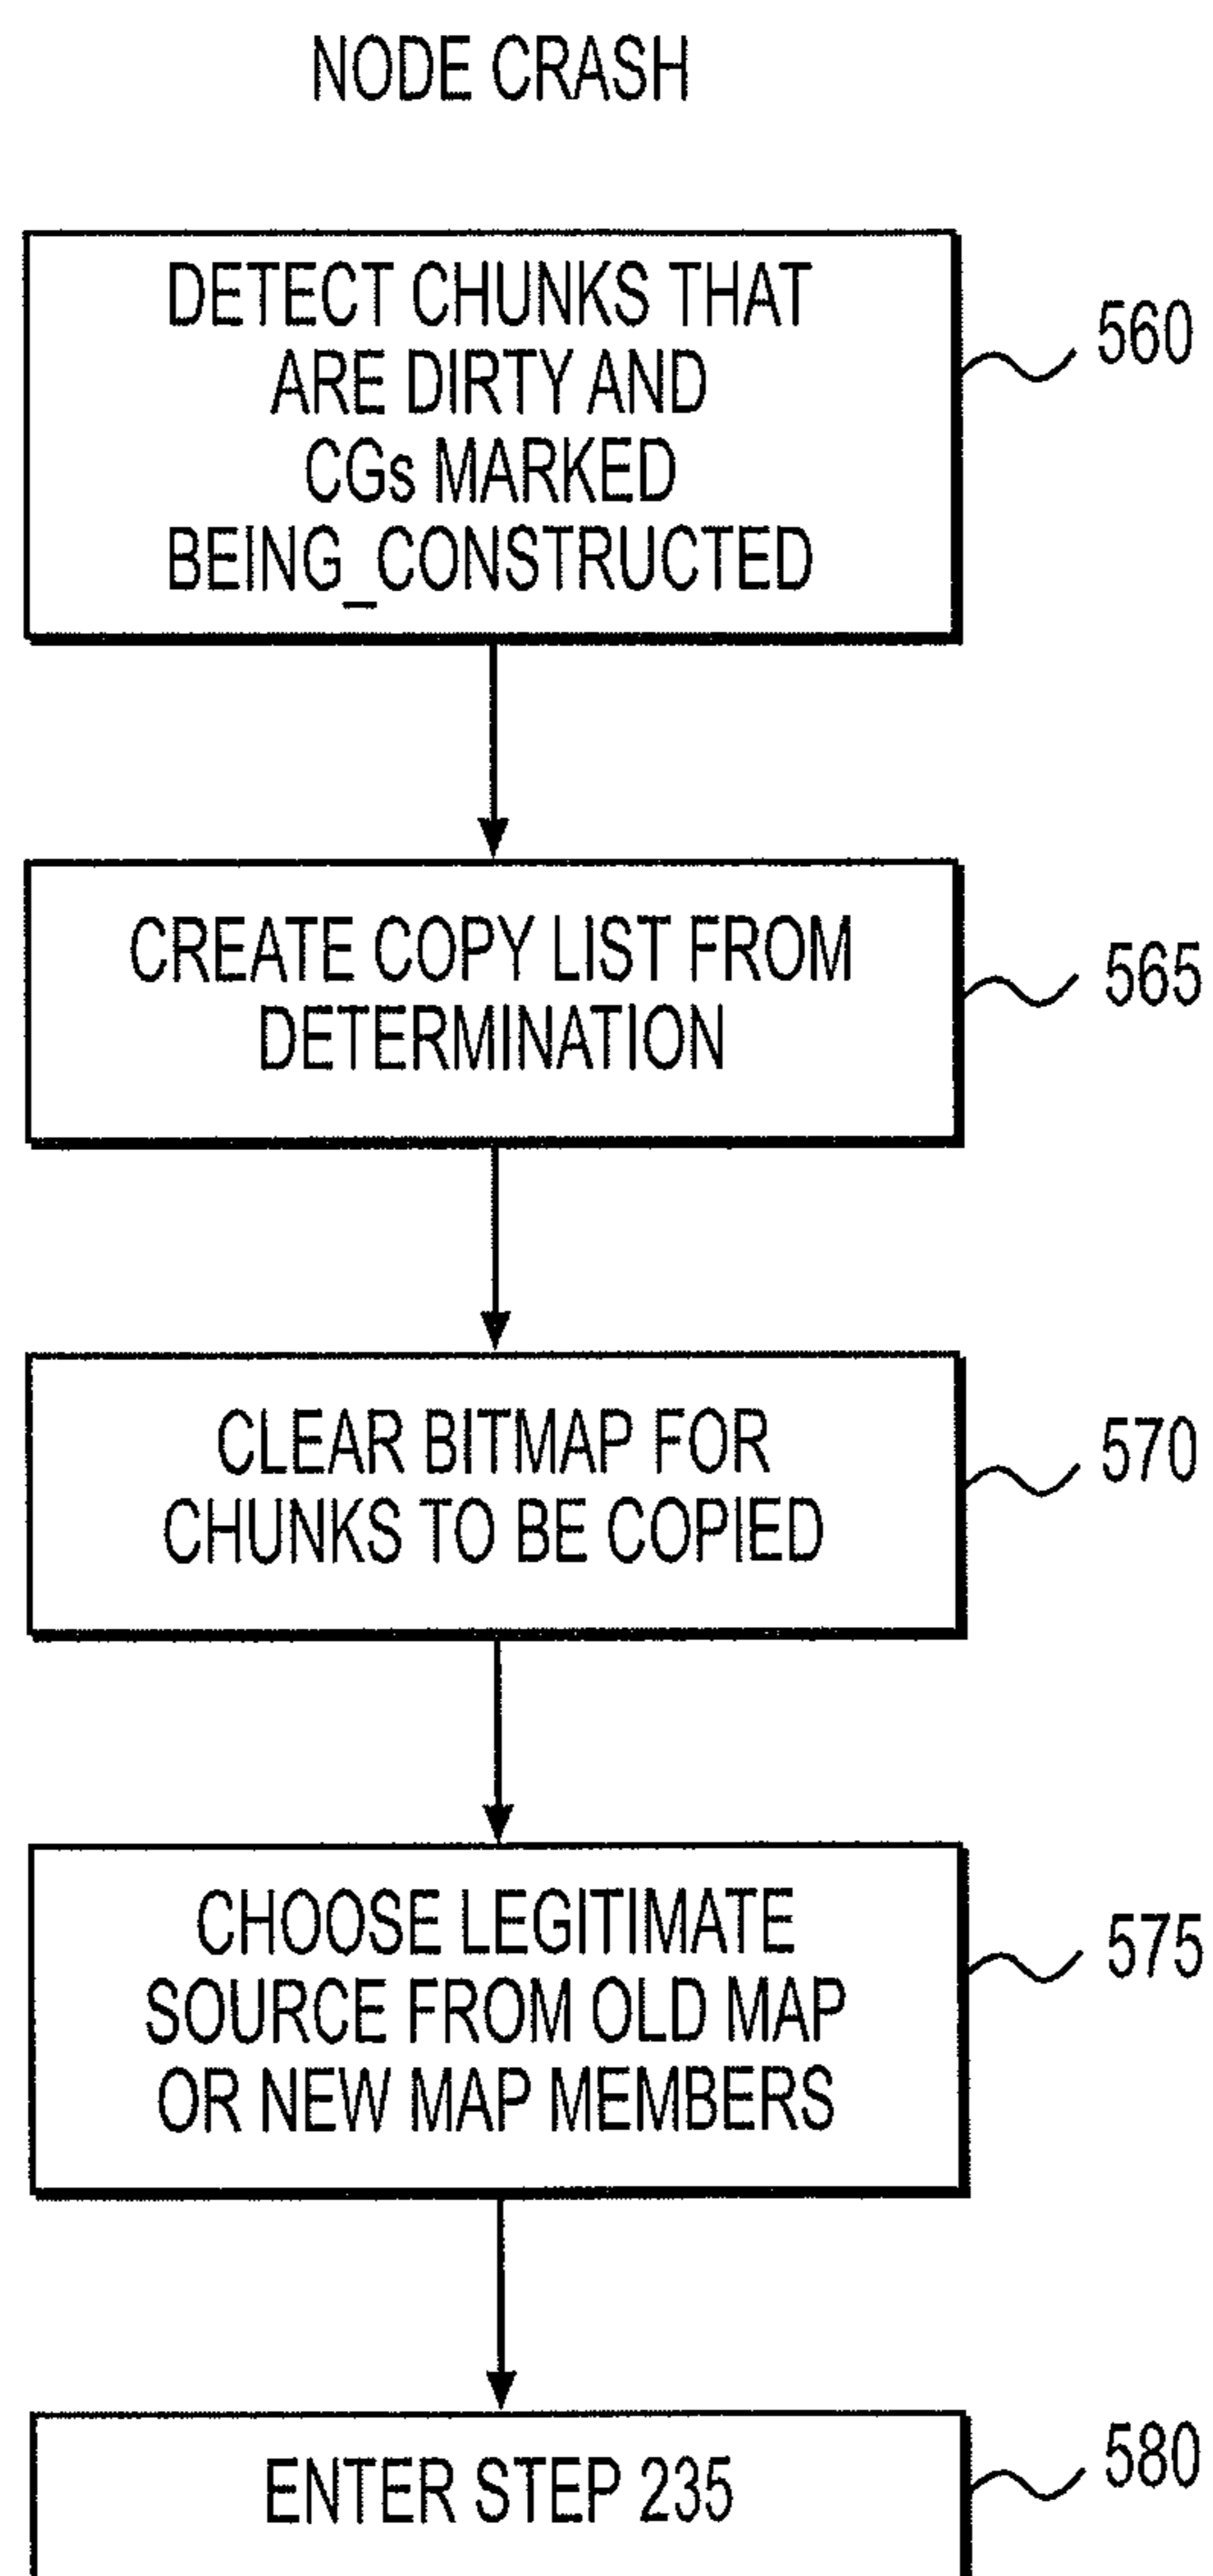 NODE CRASH
DETECT CHUNKS THAT
ARE DIRTY AND
CGs MARKED
BEING_CONSTRUCTED
560
CREATE COPY LIST FROM
DETERMINATION
565
CLEAR BITMAP FOR
CHUNKS TO BE COPIED
570
CHOOSE LEGITIMATE
SOURCE FROM OLD MAP
OR NEW MAP MEMBERS
575
ENTER STEP 235
580